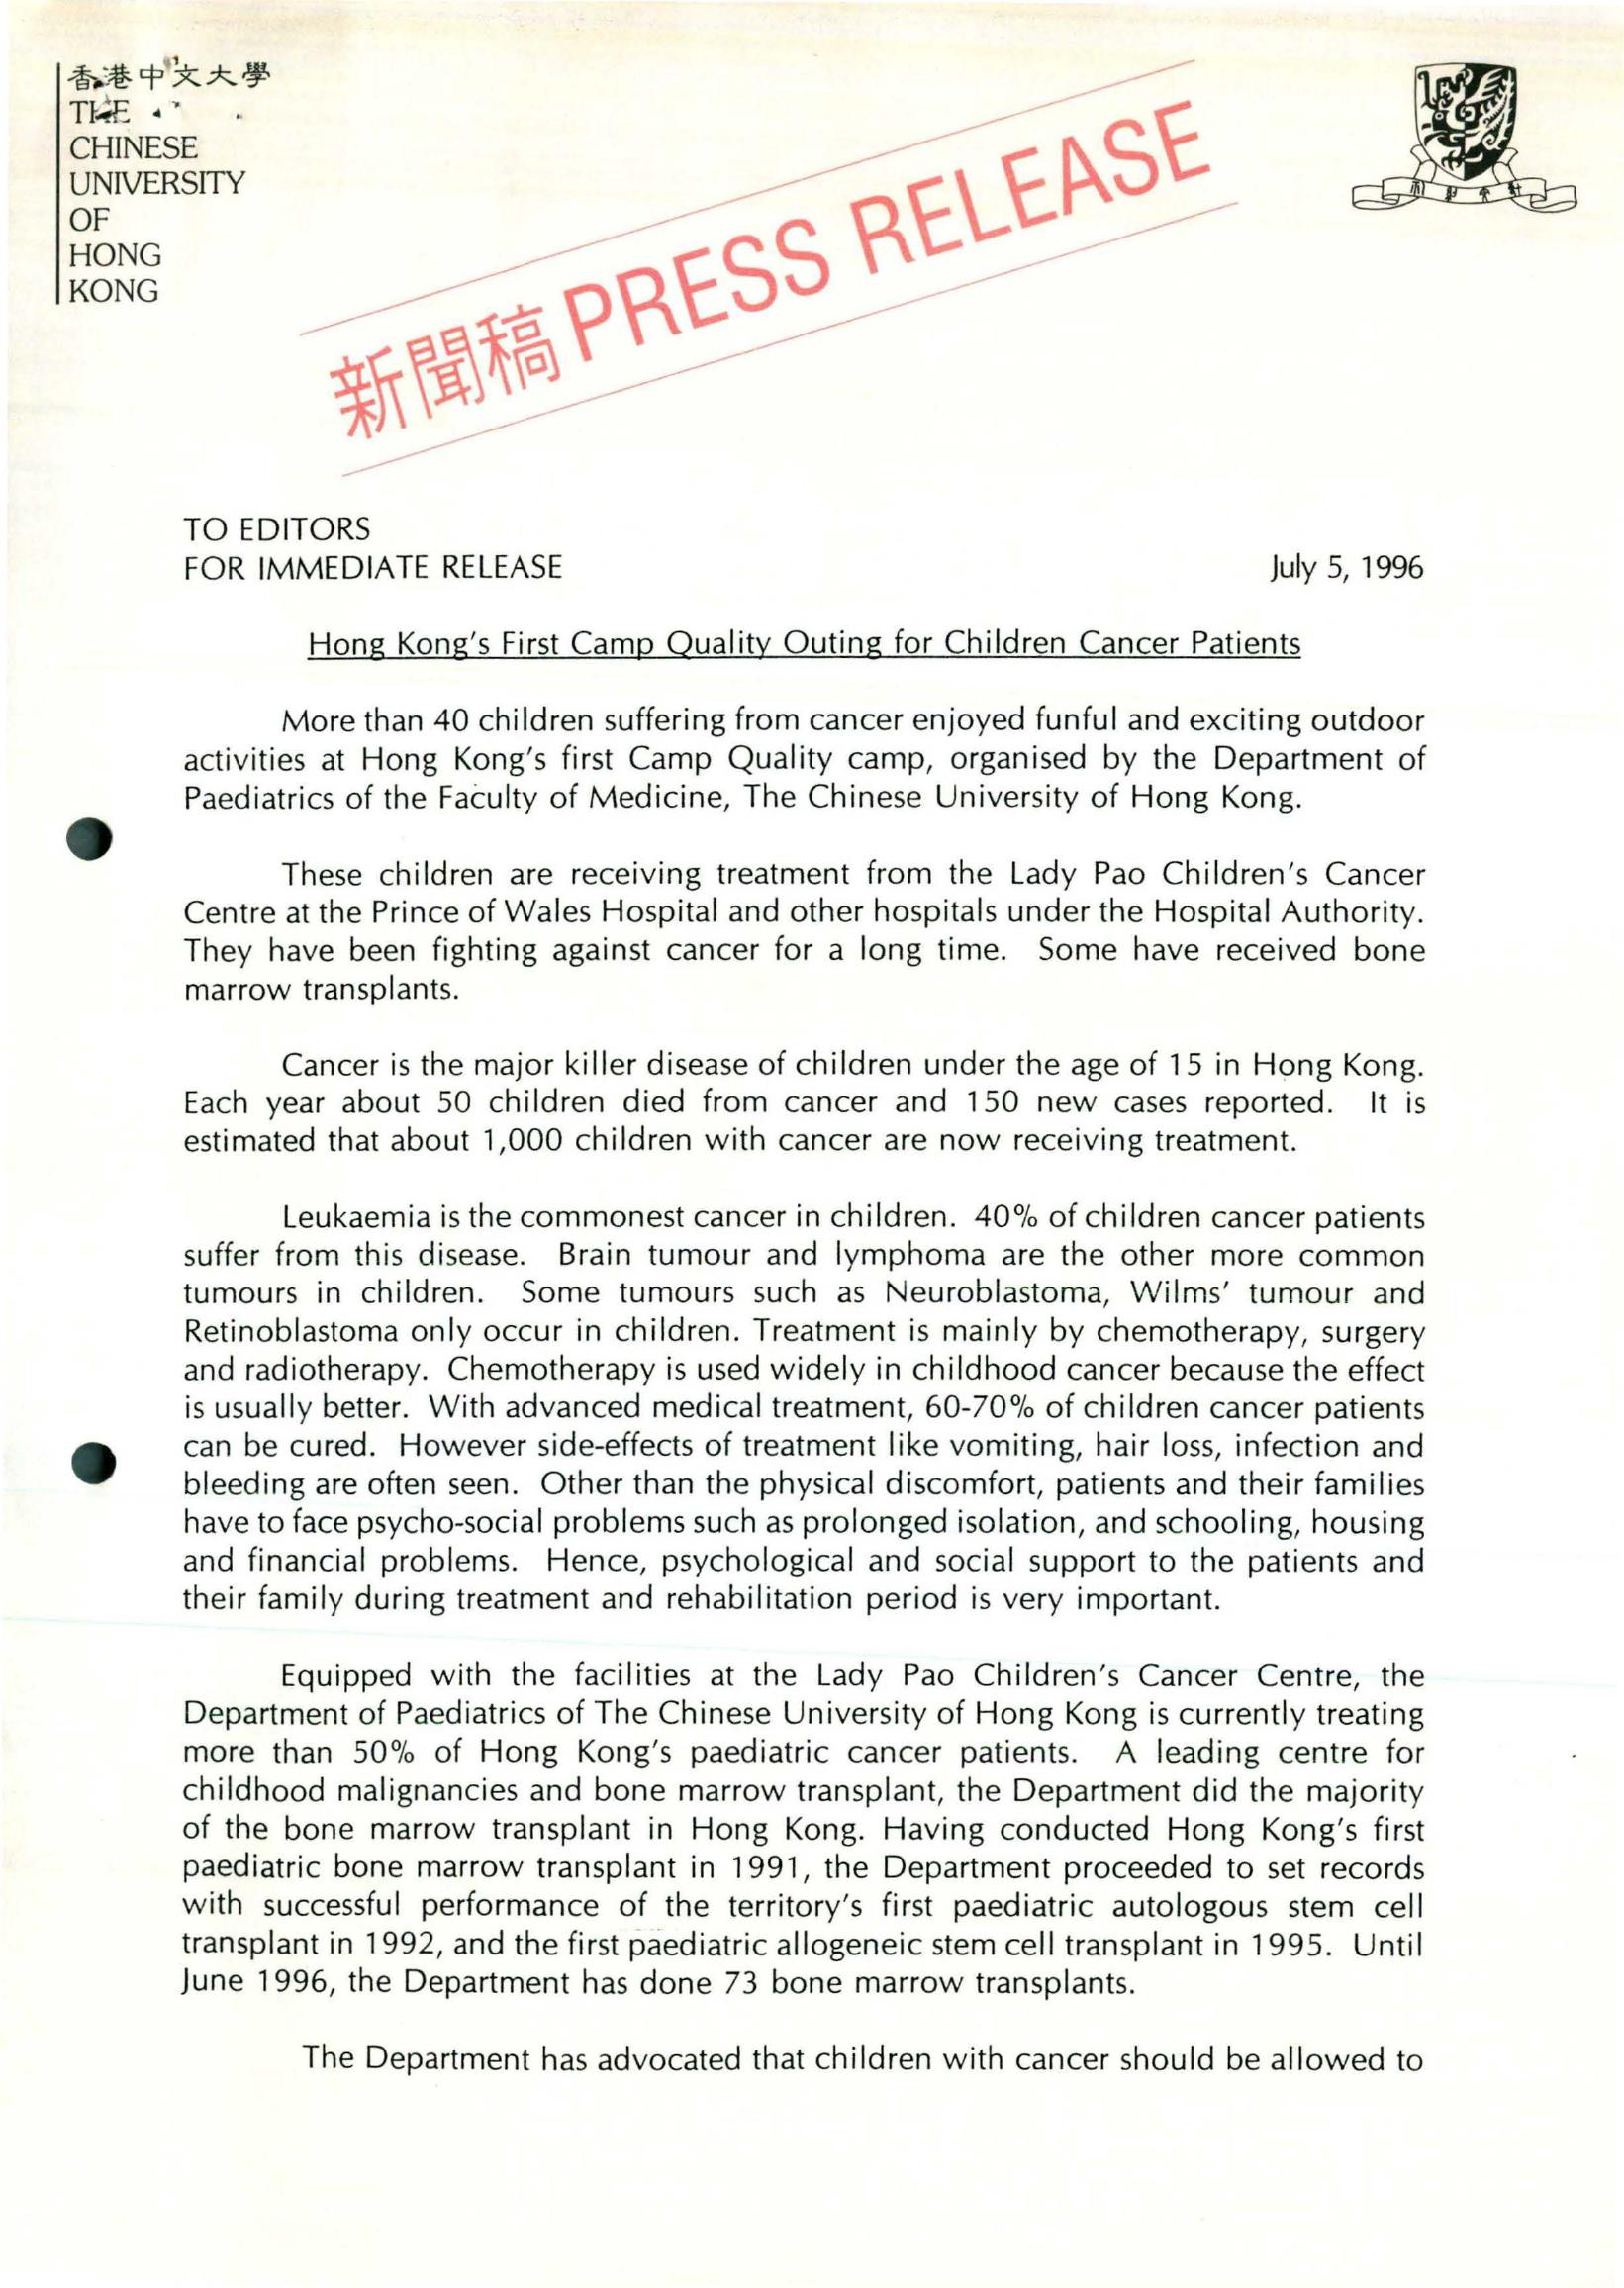 香港中文大學
THE
CHINESE
UNIVERSITY
OF
HONG
KONG
新聞稿 PRESS RELEASE
TO EDITORS
FOR IMMEDIATE RELEASE July 5, 1996
Hong Kong's First Camp Quality Outing for Children Cancer Patients
More than 40 children suffering from cancer enjoyed funful and exciting outdoor
activities at Hong Kong's first Camp Quality camp, organised by the Department of
Paediatrics of the Faculty of Medicine, The Chinese University of Hong Kong.
These children are receiving treatment from the Lady Pao Children's Cancer
Centre at the Prince of Wales Hospital and other hospitals under the Hospital Authority.
They have been fighting against cancer for a long time. Some have received bone
marrow transplants.
Cancer is the major killer disease of children under the age of 15 in Hong Kong.
Each year about 50 children died from cancer and 150 new cases reported. It is
estimated that about 1,000 children with cancer are now receiving treatment.
Leukaemia is the commonest cancer in children. 40% of children cancer patients
suffer from this disease. Brain tumour and lymphoma are the other more common
tumours in children. Some tumours such as Neuroblastoma, Wilms' tumour and
Retinoblastoma only occur in children. Treatment is mainly by chemotherapy, surgery
and radiotherapy. Chemotherapy is used widely in childhood cancer because the effect
is usually better. With advanced medical treatment, 60-70% of children cancer patients
can be cured. However side-effects of treatment like vomiting, hair loss, infection and
bleeding are often seen. Other than the physical discomfort, patients and their families
have to face psycho-social problems such as prolonged isolation, and schooling, housing
and financial problems. Hence, psychological and social support to the patients and
their family during treatment and rehabilitation period is very important.
Equipped with the facilities at the Lady Pao Children's Cancer Centre, the
Department of Paediatrics of The Chinese University of Hong Kong is currently treating
more than 50% of Hong Kong's paediatric cancer patients. A leading centre for
childhood malignancies and bone marrow transplant, the Department did the majority
of the bone marrow transplant in Hong Kong. Having conducted Hong Kong's first
paediatric bone marrow transplant in 1991, the Department proceeded to set records
with successful performance of the territory's first paediatric autologous stem cell
transplant in 1992, and the first paediatric allogeneic stem cell transplant in 1995. Until
June 1996, the Department has done 73 bone marrow transplants.
The Department has advocated that children with cancer should be allowed to